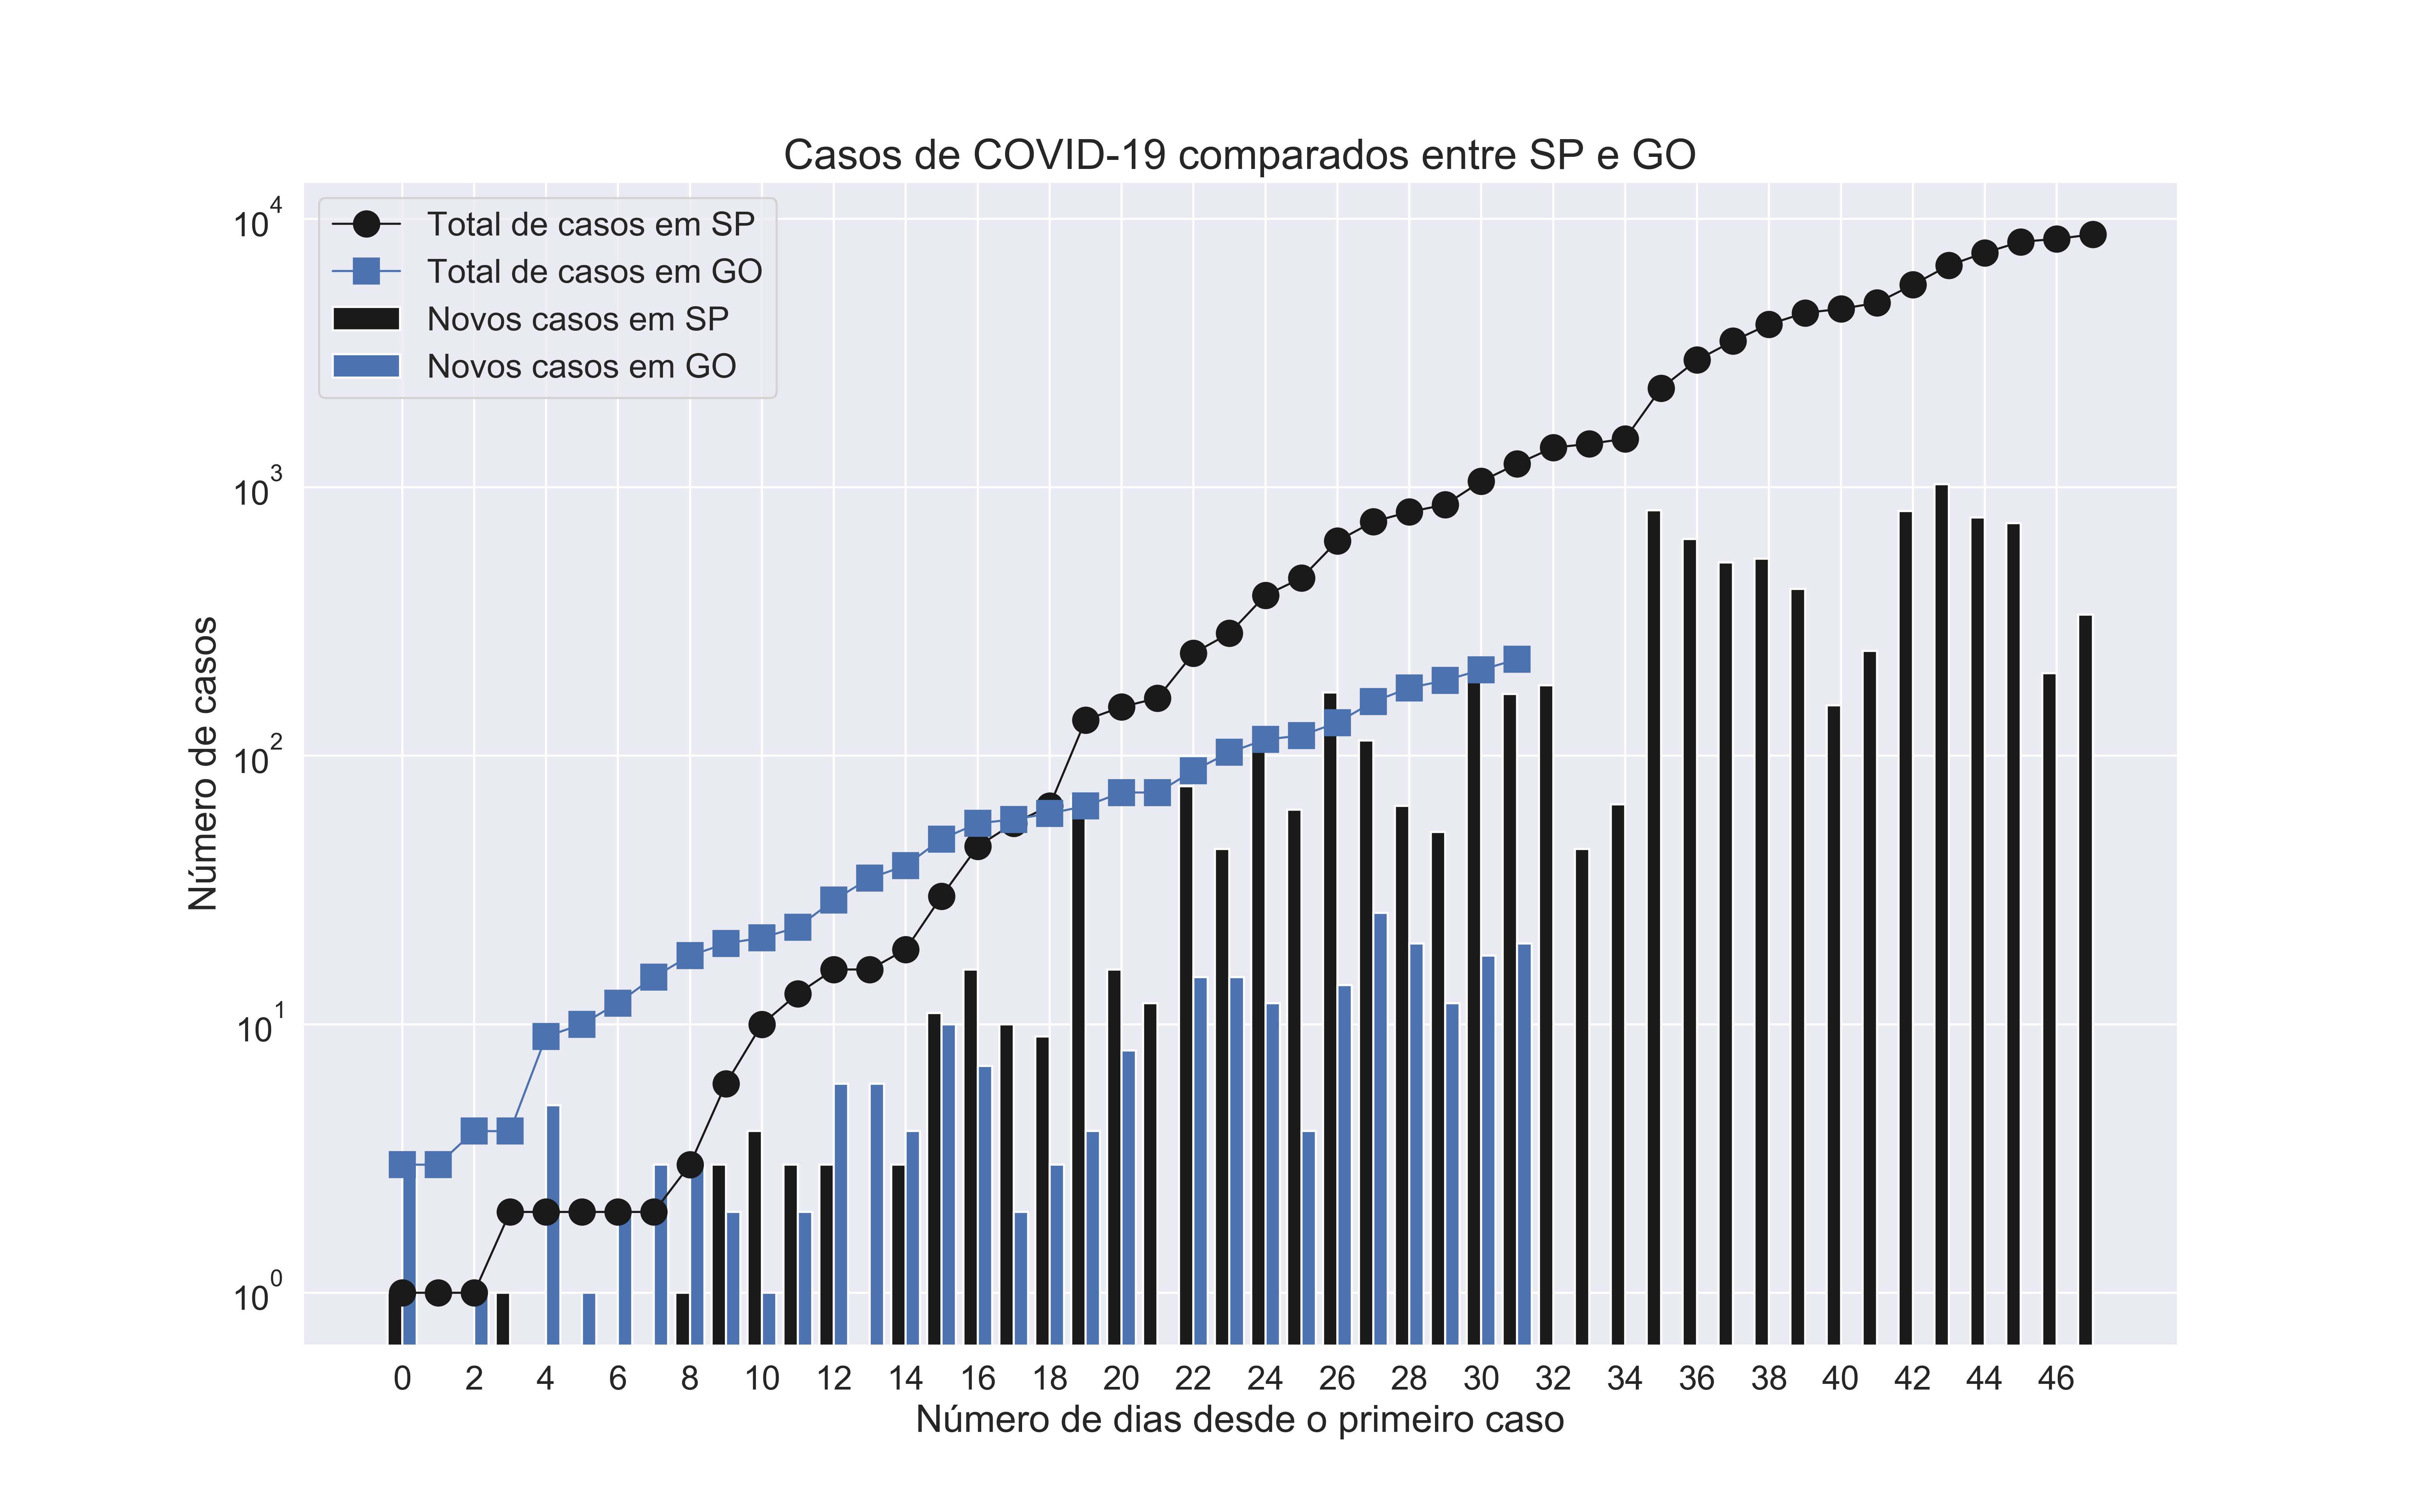 Casos de COVID-19 comparados entre SP e GO
Total de casos em SP
Total de casos em GO
Novos casos em SP
Novos casos em GO
10^4
10^3
10^2
10^1
10^0
Número de casos
0 2 4 6 8 10 12 14 16 18 20 22 24 26 28 30 32 34 36 38 40 42 44 46
Número de dias desde o primeiro caso